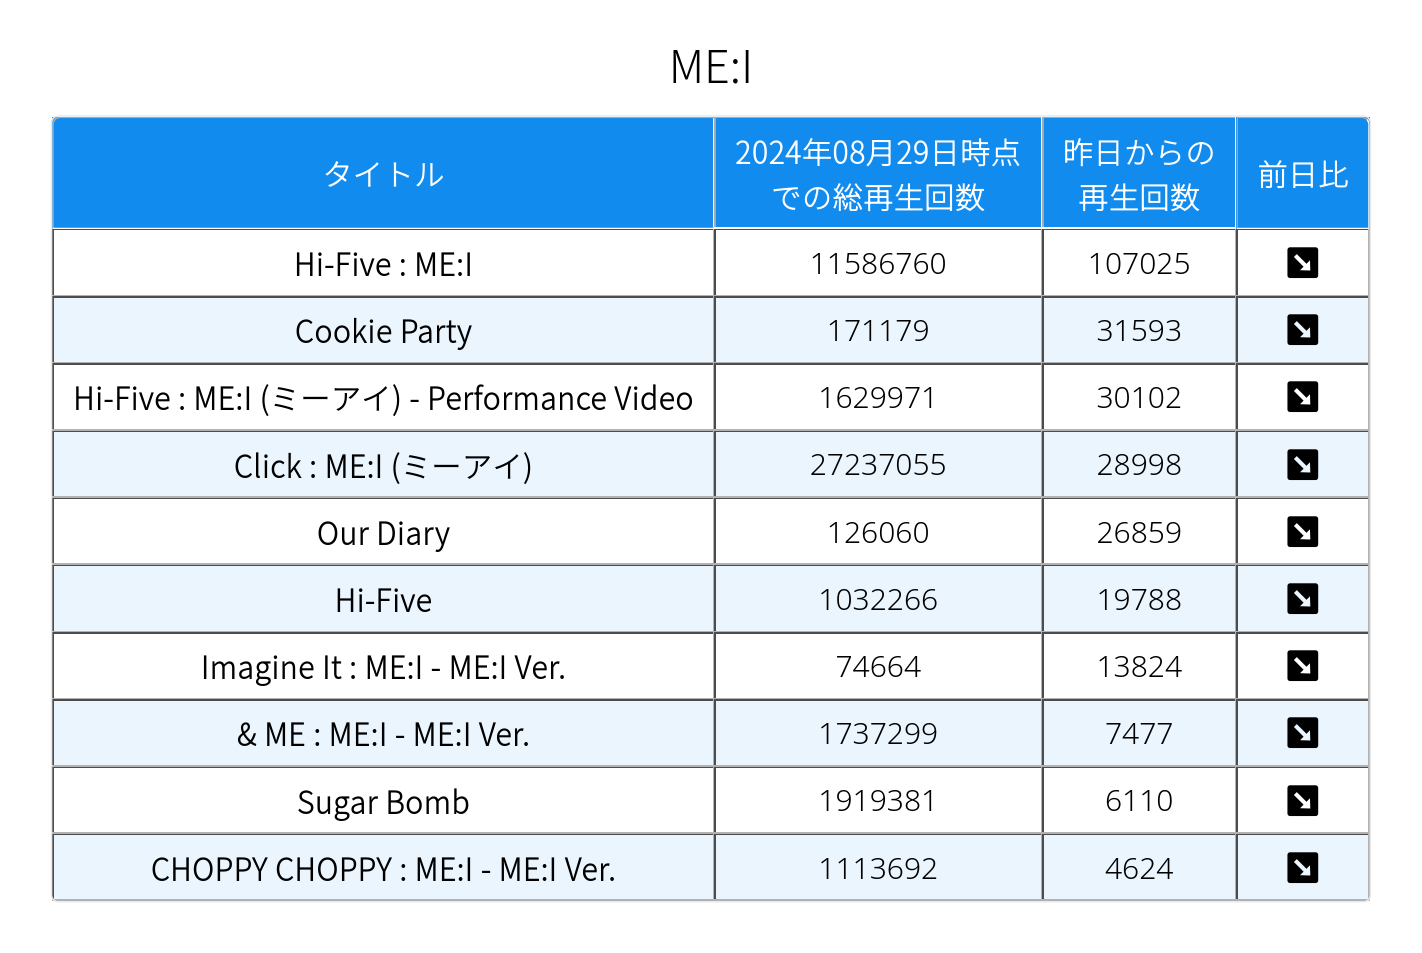 ME:I
タイトル 2024年08月29日時点 昨日からの 前日比
での総再生回数 再生回数
Hi-Five : ME:I 11586760 107025 ↘
Cookie Party 171179 31593 ↘
Hi-Five : ME:I (ミーアイ) - Performance Video 1629971 30102 ↘
Click : ME:I (ミーアイ) 27237055 28998 ↘
Our Diary 126060 26859 ↘
Hi-Five 1032266 19788 ↘
Imagine It : ME:I - ME:I Ver. 74664 13824 ↘
& ME : ME:I - ME:I Ver. 1737299 7477 ↘
Sugar Bomb 1919381 6110 ↘
CHOPPY CHOPPY : ME:I - ME:I Ver. 1113692 4624 ↘